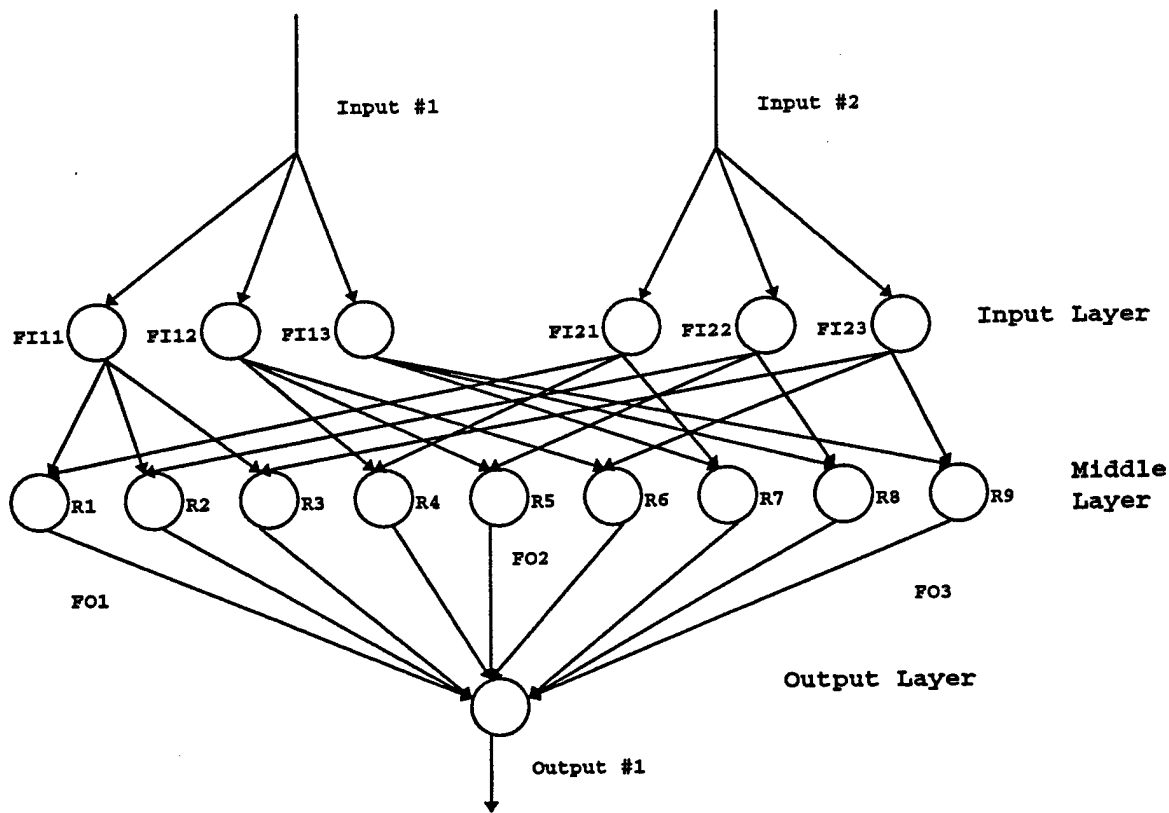 Input #1
Input #2
FI11
FI12
FI13
FI21
FI22
FI23
Input Layer
R1
R2
R3
R4
R5
R6
R7
R8
R9
Middle
Layer
FO1
FO2
FO3
Output Layer
Output #1